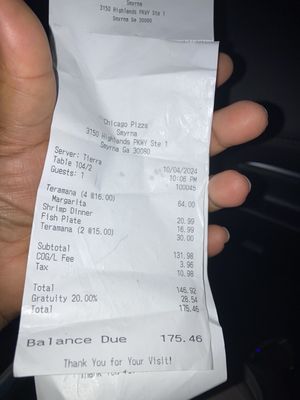 Smyrna
3150 Highlands PKWY Ste 1
Smyrna Ga 30080
Chicago Pizza
Smyrna
3150 Highlands PKWY Ste 1
Smyrna Ga 30080
Server: Tierra 10/04/2024
Table 104/2 10:06 PM
Guests: 1 100045
Teramana (4 @16.00) 64.00
Margarita
Shrimp Dinner 20.99
Fish Plate 16.99
Teramana (2 @15.00) 30.00
Subtotal 131.98
COG/L Fee 3.96
Tax 10.98
Total 146.92
Gratuity 20.00% 28.54
Total 175.46
Balance Due 175.46
Thank You for Your Visit!